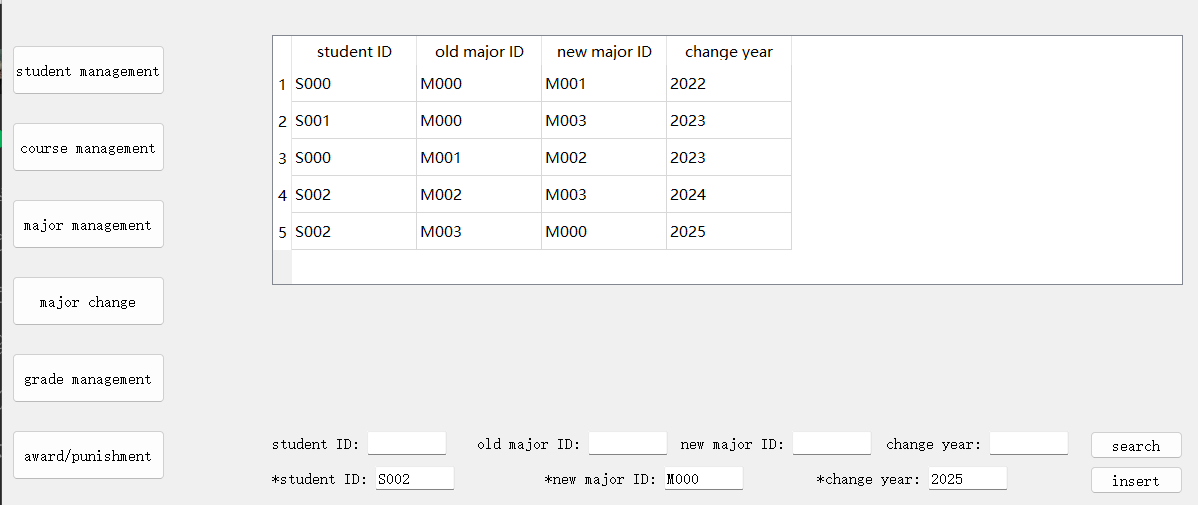 student management
course management
major management
major change
grade management
award/punishment
student ID old major ID new major ID change year
1 S000 M000 M001 2022
2 S001 M000 M003 2023
3 S000 M001 M002 2023
4 S002 M002 M003 2024
5 S002 M003 M000 2025
student ID: old major ID: new major ID: change year: search
*student ID: S002 *new major ID: M000 *change year: 2025 insert